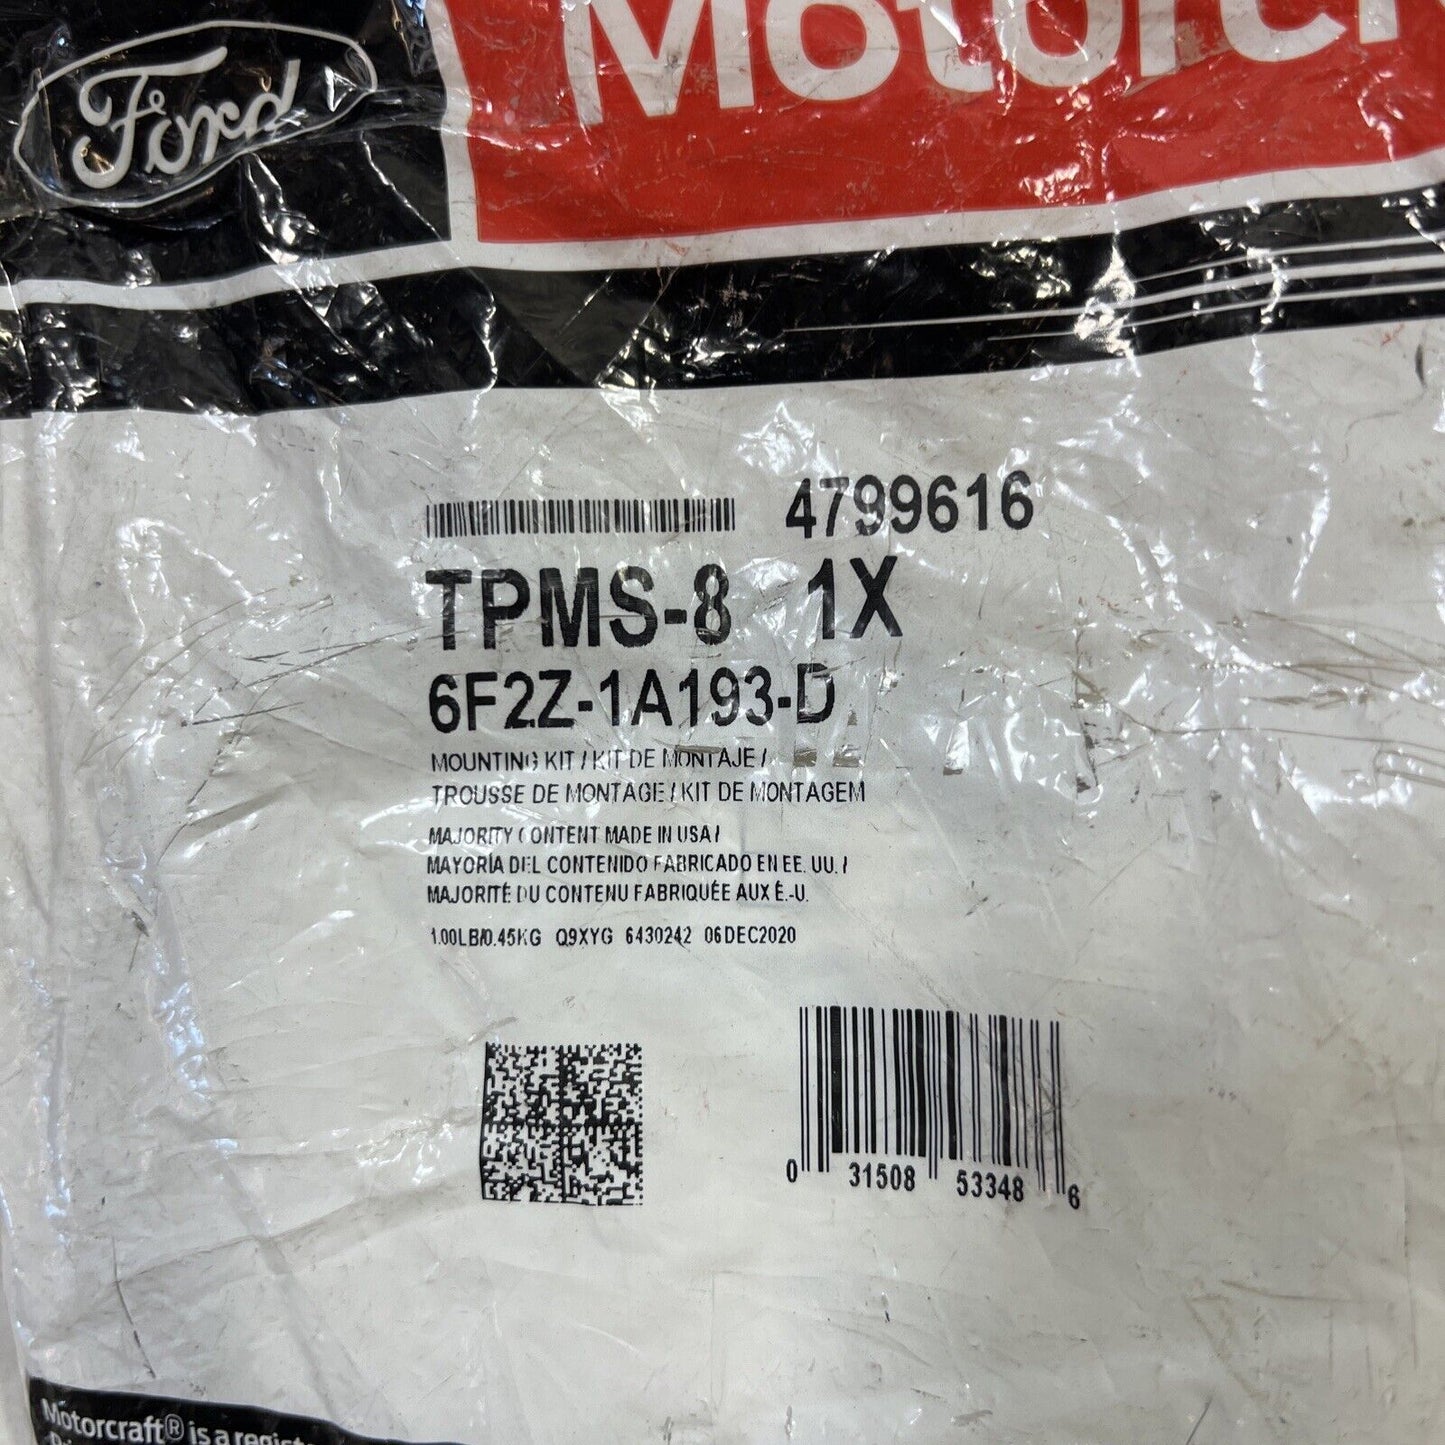 Ford
Motorcr
4799616
TPMS-8 1X
6F2Z-1A193-D
MOUNTING KIT / KIT DE MONTAJE /
TROUSSE DE MONTAGE / KIT DE MONTAGEM
MAJORITY CONTENT MADE IN USA /
MAYORÍA DEL CONTENIDO FABRICADO EN EE. UU. /
MAJORITÉ DU CONTENU FABRIQUÉE AUX É.-U.
1.00LB/0.45KG Q9XYG 6430242 06DEC2020
0 31508 53348 6
Motorcraft® is a regist